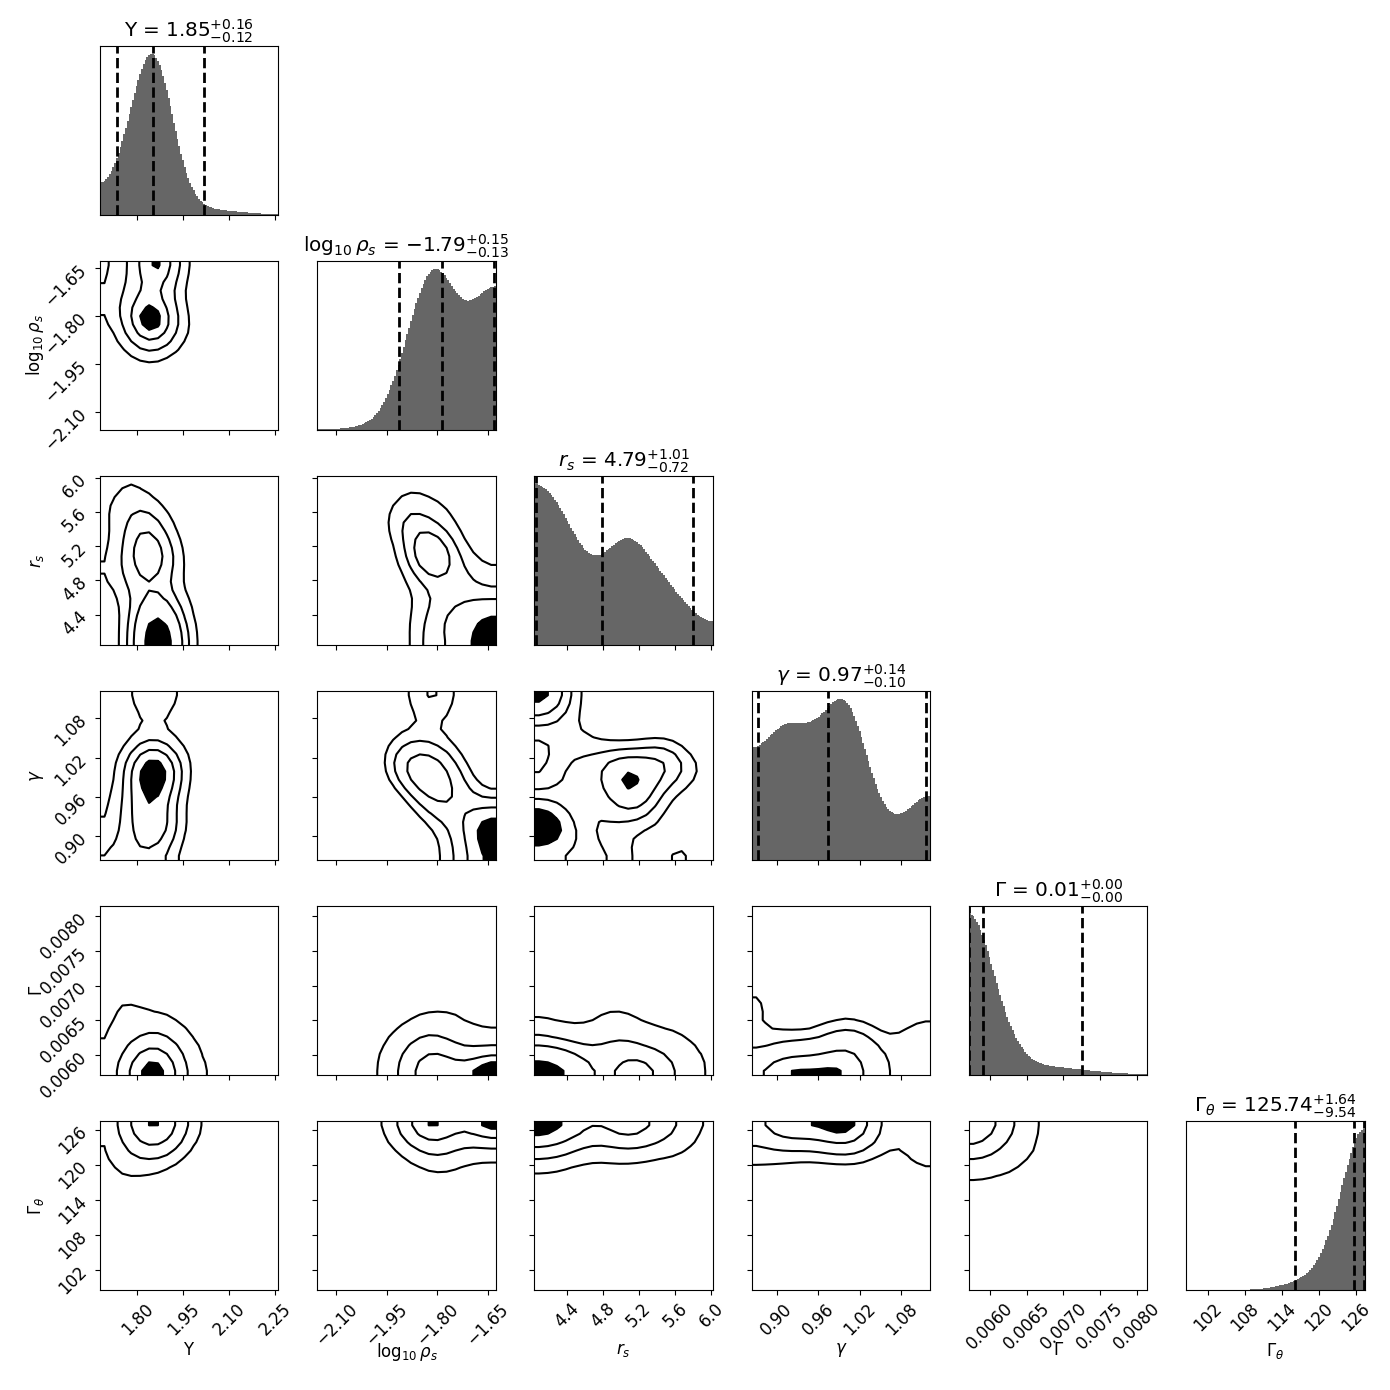 Y = 1.85^{+0.16}_{-0.12}
log₁₀ ρₛ = −1.79^{+0.15}_{-0.13}
−1.65
−1.80
−1.95
−2.10
log₁₀ ρₛ
rₛ = 4.79^{+1.01}_{-0.72}
6.0
5.6
5.2
4.8
4.4
rₛ
γ = 0.97^{+0.14}_{-0.10}
1.08
1.02
0.96
0.90
γ
Γ = 0.01^{+0.00}_{-0.00}
0.0080
0.0075
0.0070
0.0065
0.0060
Γ
Γ_θ = 125.74^{+1.64}_{-9.54}
126
120
114
108
102
Γ_θ
1.80 1.95 2.10 2.25
−2.10 −1.95 −1.80 −1.65
4.4 4.8 5.2 5.6 6.0
0.90 0.96 1.02 1.08
0.0060 0.0065 0.0070 0.0075 0.0080
102 108 114 120 126
Y log₁₀ ρₛ rₛ γ Γ Γ_θ